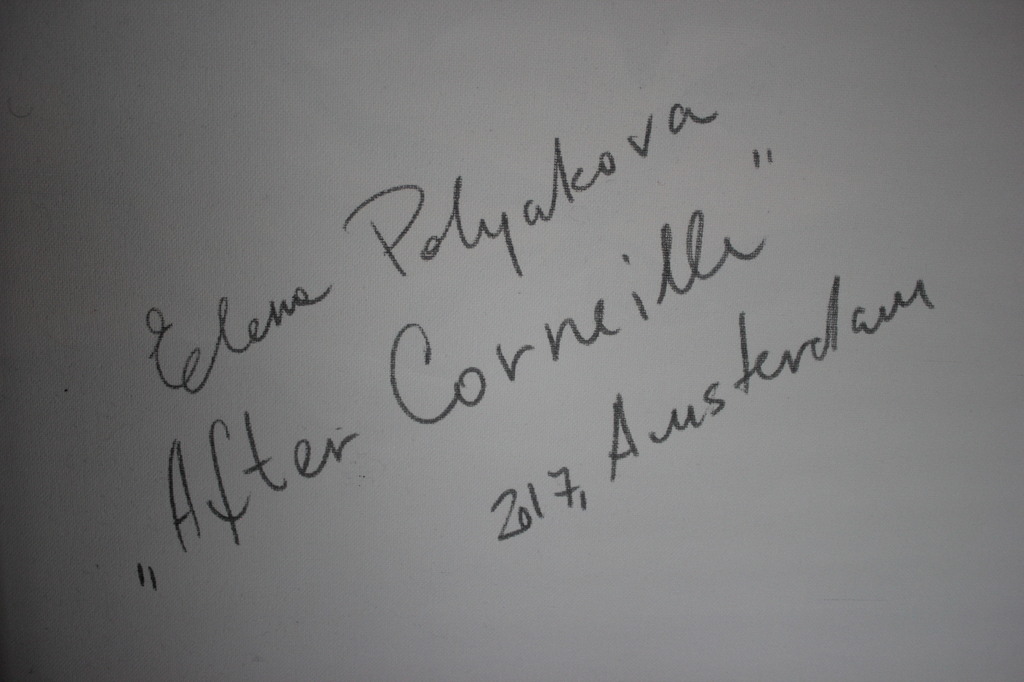 Elena Polyakova
„After Corneille"
2017, Amsterdam